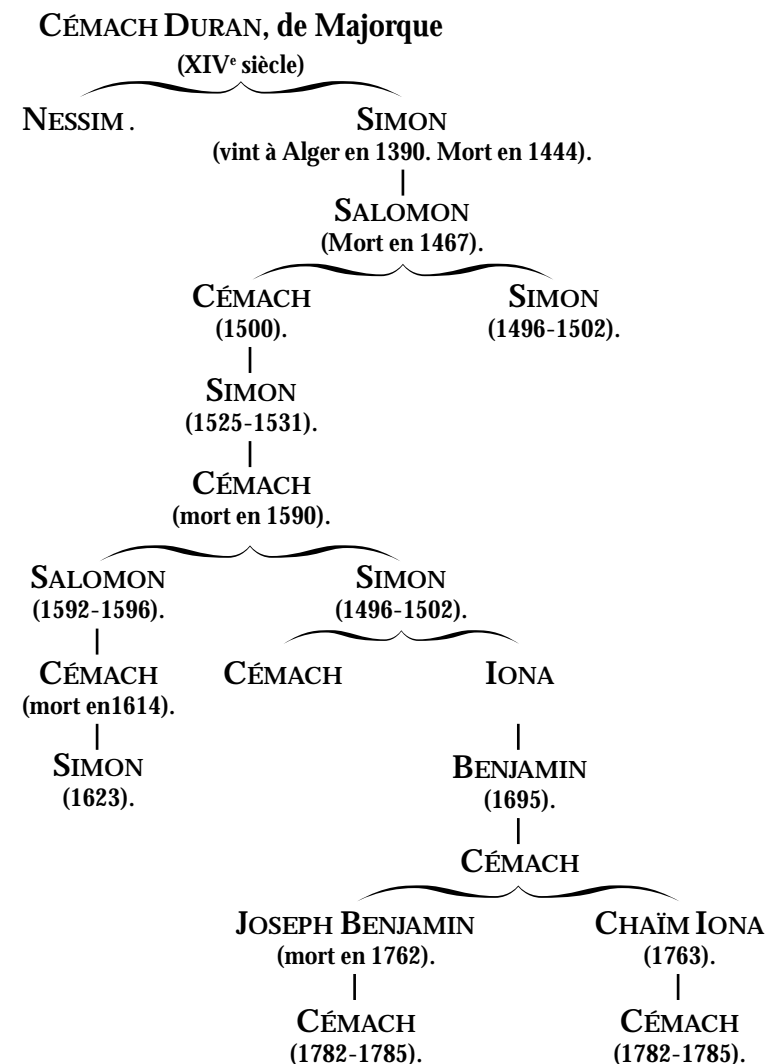 CÉMACH DURAN, de Majorque
(XIVᵉ siècle)
NESSIM. SIMON
(vint à Alger en 1390. Mort en 1444).
SALOMON
(Mort en 1467).
CÉMACH SIMON
(1500). (1496-1502).
SIMON
(1525-1531).
CÉMACH
(mort en 1590).
SALOMON SIMON
(1592-1596). (1496-1502).
CÉMACH CÉMACH IONA
(mort en1614).
SIMON BENJAMIN
(1623). (1695).
CÉMACH
JOSEPH BENJAMIN CHAÏM IONA
(mort en 1762). (1763).
CÉMACH CÉMACH
(1782-1785). (1782-1785).